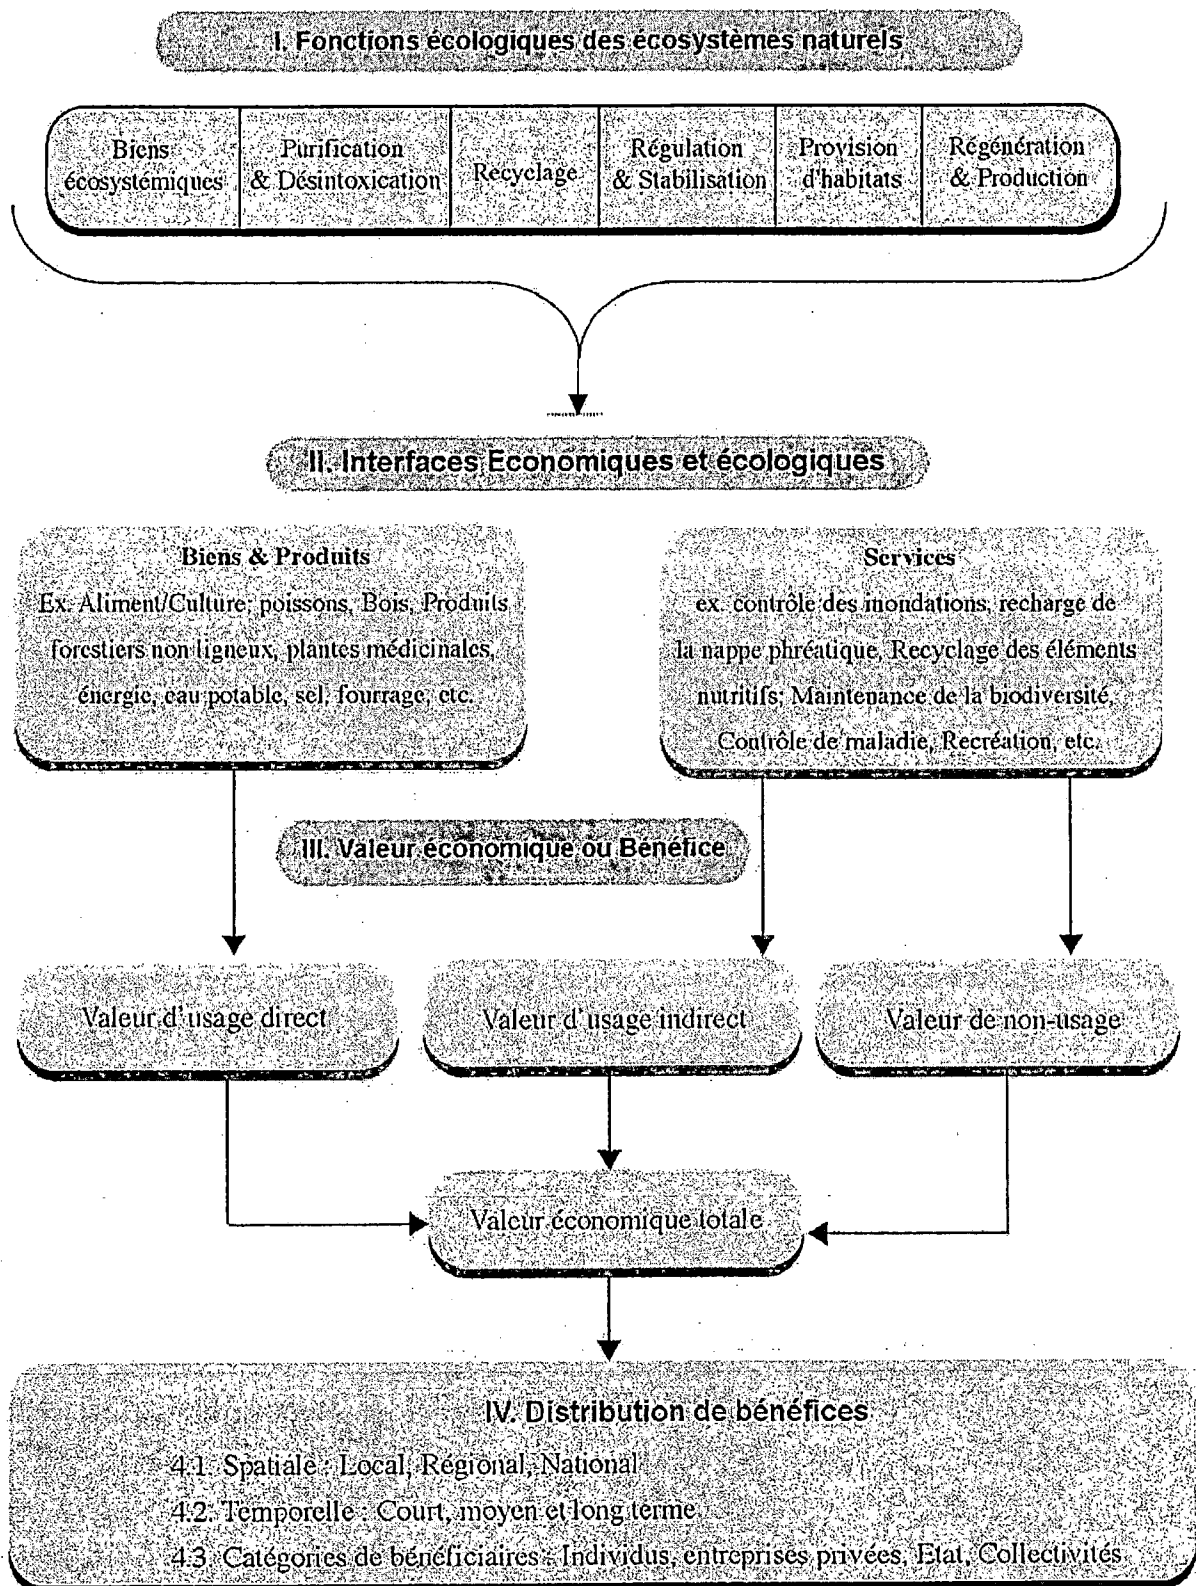 I. Fonctions écologiques des écosystèmes naturels
Biens
écosystémiques
Purification
& Désintoxication
Recyclage
Régulation
& Stabilisation
Provision
d'habitats
Régénération
& Production
II. Interfaces Economiques et écologiques
Biens & Produits
Ex. Aliment/Culture; poissons, Bois, Produits
forestiers non ligneux, plantes médicinales,
énergie, eau potable, sel, fourrage, etc.
Services
ex. contrôle des inondations; recharge de
la nappe phréatique, Recyclage des éléments
nutritifs; Maintenance de la biodiversité,
Contrôle de maladie, Recréation, etc.
III. Valeur économique ou Bénéfice
Valeur d'usage direct
Valeur d'usage indirect
Valeur de non-usage
Valeur économique totale
IV. Distribution de bénéfices
4.1. Spatiale : Local, Régional, National
4.2. Temporelle : Court, moyen et long terme
4.3. Catégories de bénéficiaires : Individus, entreprises privées, Etat, Collectivités